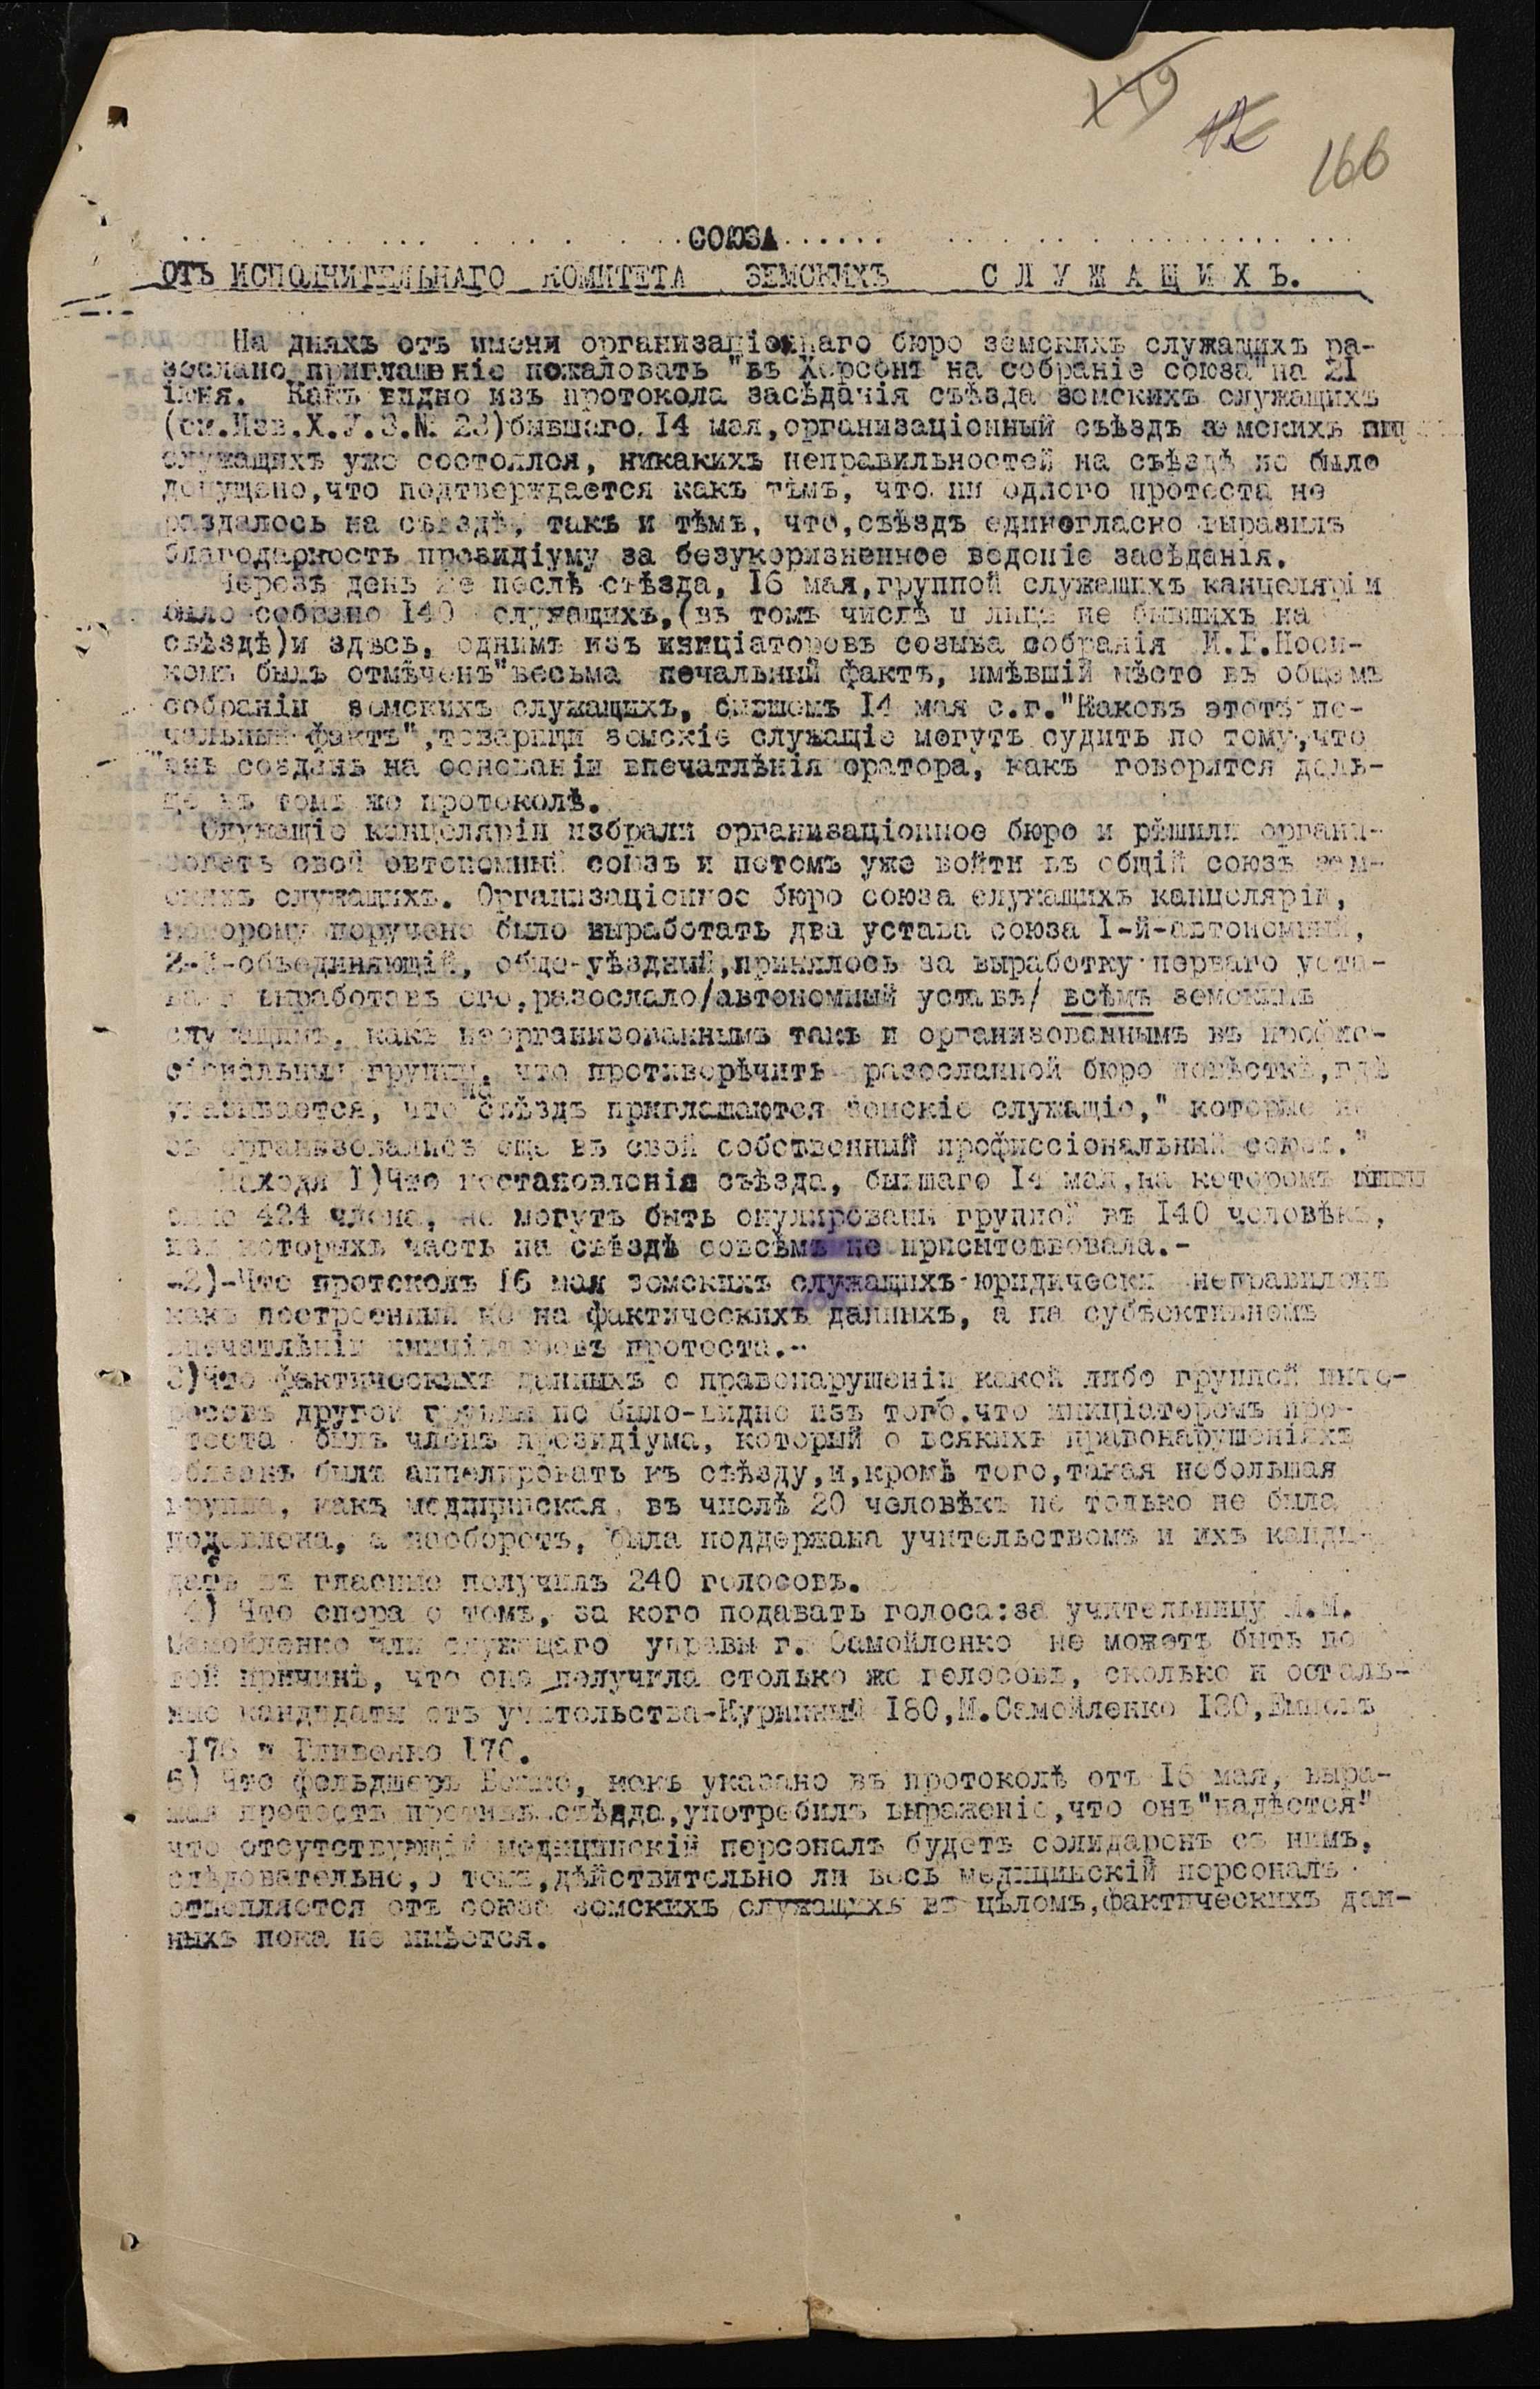 149
12
166
СОЮЗА
ОТЪ ИСПОЛНИТЕЛЬНАГО КОМИТЕТА ЗЕМСКИХЪ С Л У Ж А Щ И Х Ъ.
На дняхъ отъ имени организаціоннаго бюро земскихъ служащихъ ра-
зослано приглашеніе пожаловать "въ Херсонъ на собраніе союза" на 21
іюня. Какъ видно изъ протокола засѣданія съѣзда земскихъ служащихъ
(см.Изв.Х.У.З.№ 23)бывшаго 14 мая,организаціонный съѣздъ земскихъ
служащихъ уже состоялся, никакихъ неправильностей на съѣздѣ не было
допущено,что подтверждается какъ тѣмъ, что ни одного протеста не
раздалось на съѣздѣ, такъ и тѣмъ, что,съѣздъ единогласно выразилъ
благодарность президіуму за безукоризненное веденіе засѣданія.
Черезъ день же послѣ съѣзда, 16 мая,группой служащихъ канцеляріи
было собрано 140 служащихъ,(въ томъ числѣ и лица не бывшихъ на
съѣздѣ)и здѣсь, однимъ изъ иниціаторовъ созыва собранія И.Г.Носи-
комъ былъ отмѣченъ"весьма печальный фактъ, имѣвшій мѣсто въ общемъ
собраніи земскихъ служащихъ, бывшемъ 14 мая с.г."Каковъ этотъ"пе-
чальный фактъ",товарищи земскіе служащіе могутъ судить по тому,что
"онъ созданъ на основаніи впечатлѣнія оратора, какъ говорится даль-
ше въ томъ же протоколѣ.
Служащіе канцеляріи избрали организаціонное бюро и рѣшили органи-
зовать свой автономный союзъ и потомъ уже войти въ общій союзъ зем-
скихъ служащихъ. Организаціонное бюро союза служащихъ канцеляріи,
которому поручено было выработать два устава союза 1-й-автономный,
2-й-объединяющій, обще-уѣздный,принялось за выработку перваго уста-
ва и выработавъ его,разослало/автономный уставъ/ всѣмъ земскимъ
служащимъ, какъ неорганизованнымъ такъ и организованнымъ въ профес-
сіональныя группы, что противорѣчитъ разосланной бюро повѣсткѣ,гдѣ
указывается, что на съѣздъ приглашаются земскіе служащіе," которые не
съорганизовались еще въ свой собственный профиссіональный союзъ."
Находя 1)Что постановленія съѣзда, бывшаго 14 мая,на которомъ
было 424 члена, не могутъ быть онулированы группой въ 140 человѣкъ,
изъ которыхъ часть на съѣздѣ совсѣмъ не присутствовала.-
-2)-Что протоколъ 16 мая земскихъ служащихъ юридически неправиленъ
какъ построенный не на фактическихъ данныхъ, а на субъективномъ
впечатлѣніи иниціаторовъ протеста.-
3)Что фактическихъ данныхъ о правонарушеніи какой либо группой инте-
ресовъ другой группы не было-видно изъ того,что иниціаторомъ про-
теста былъ членъ президіума, который о всякихъ правонарушеніяхъ
обязанъ былъ аппелировать къ съѣзду,и,кромѣ того,такая небольшая
группа, какъ медицинская въ числѣ 20 человѣкъ не только не была
подавлена, а наоборотъ, была поддержана учительствомъ и ихъ канди-
датъ въ гласные получилъ 240 голосовъ.
4) Что спора о томъ, за кого подавать голоса:за учительницу М.М.
Самойленко или служащаго управы г. Самойленко не можетъ быть по
той причинѣ, что она получила столько же голосовъ, сколько и осталь-
ные кандидаты отъ учительства-Куринный 180,М.Самойленко 180,
176 и 170.
5) Что фельдшеръ какъ указано въ протоколѣ отъ 16 мая, выра-
жая протестъ противъ съѣзда,употребилъ выраженіе,что онъ"надѣется"
что отсутствующій медицинскій персоналъ будетъ солидаренъ съ нимъ,
слѣдовательно,о томъ,дѣйствительно ли весь медицинскій персоналъ
отщепляется отъ союза земскихъ служащихъ въ цѣломъ,фактическихъ дан-
ныхъ пока не имѣется.